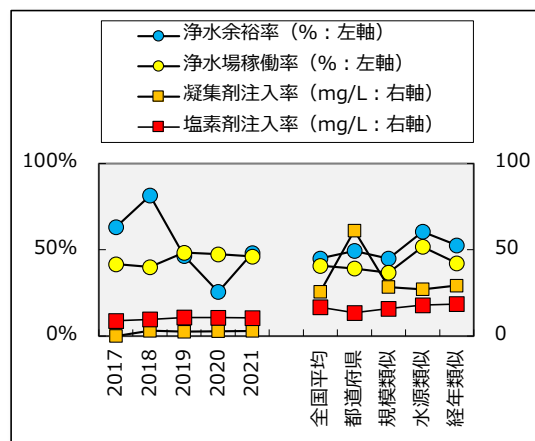 浄水余裕率（%：左軸）
浄水場稼働率（%：左軸）
凝集剤注入率（mg/L：右軸）
塩素剤注入率（mg/L：右軸）
100%
100
50%
50
0%
0
2017
2018
2019
2020
2021
全国平均
都道府県
規模類似
水源類似
経年類似